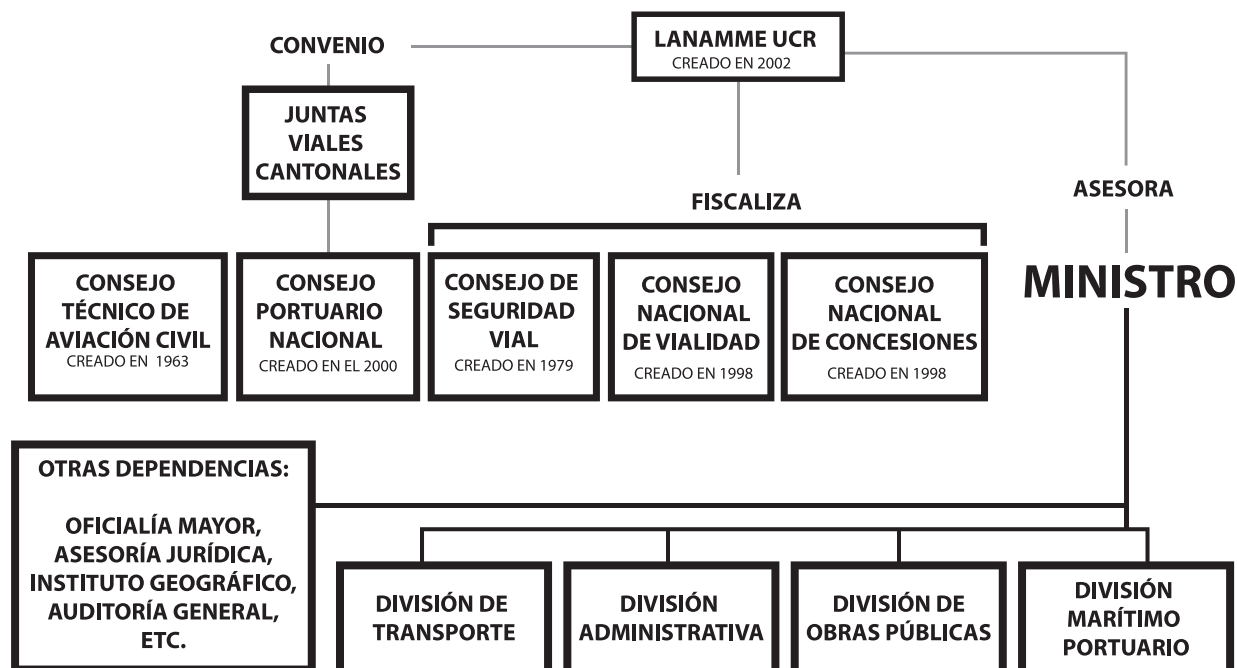 CONVENIO
LANAMME UCR
CREADO EN 2002
JUNTAS
VIALES
CANTONALES
FISCALIZA
ASESORA
CONSEJO
TÉCNICO DE
AVIACIÓN CIVIL
CREADO EN 1963
CONSEJO
PORTUARIO
NACIONAL
CREADO EN EL 2000
CONSEJO DE
SEGURIDAD
VIAL
CREADO EN 1979
CONSEJO
NACIONAL
DE VIALIDAD
CREADO EN 1998
CONSEJO
NACIONAL
DE CONCESIONES
CREADO EN 1998
MINISTRO
OTRAS DEPENDENCIAS:
OFICIALÍA MAYOR,
ASESORÍA JURÍDICA,
INSTITUTO GEOGRÁFICO,
AUDITORÍA GENERAL,
ETC.
DIVISIÓN DE
TRANSPORTE
DIVISIÓN
ADMINISTRATIVA
DIVISIÓN DE
OBRAS PÚBLICAS
DIVISIÓN
MARÍTIMO
PORTUARIO